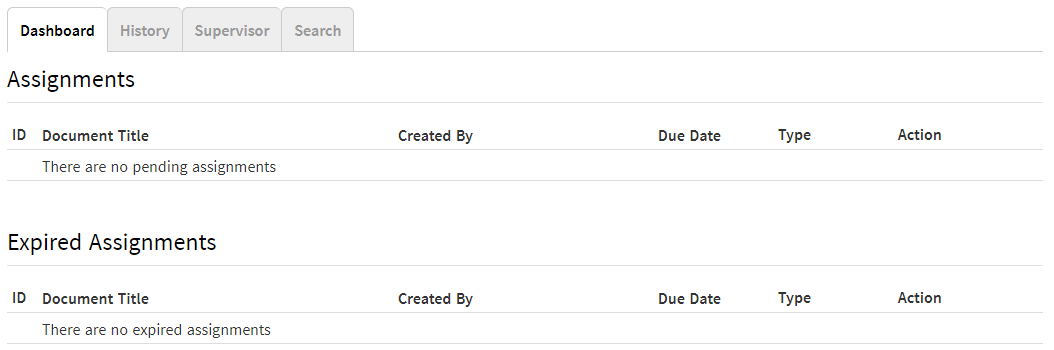 Dashboard History Supervisor Search
Assignments
ID Document Title Created By Due Date Type Action
There are no pending assignments
Expired Assignments
ID Document Title Created By Due Date Type Action
There are no expired assignments